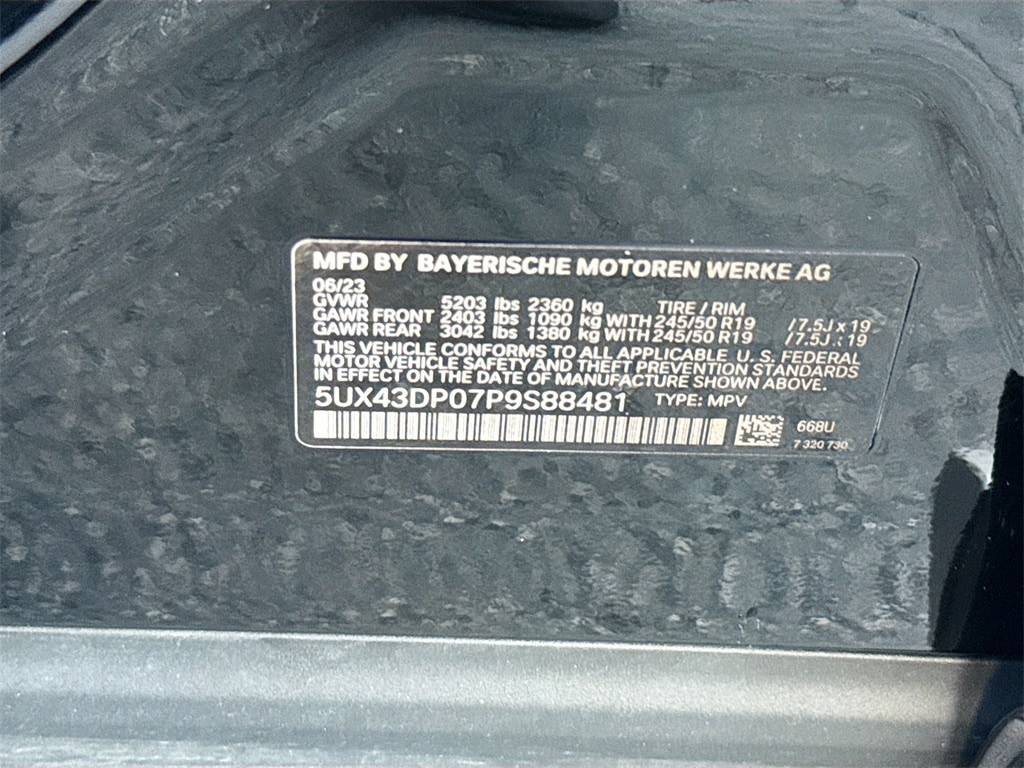 MFD BY BAYERISCHE MOTOREN WERKE AG
06/23
GVWR 5203 lbs 2360 kg TIRE / RIM
GAWR FRONT 2403 lbs 1090 kg WITH 245/50 R19 / 7.5J x 19
GAWR REAR 3042 lbs 1380 kg WITH 245/50 R19 / 7.5J x 19
THIS VEHICLE CONFORMS TO ALL APPLICABLE U. S. FEDERAL
MOTOR VEHICLE SAFETY AND THEFT PREVENTION STANDARDS
IN EFFECT ON THE DATE OF MANUFACTURE SHOWN ABOVE.
5UX43DP07P9S88481 TYPE: MPV
668U
7 320 730